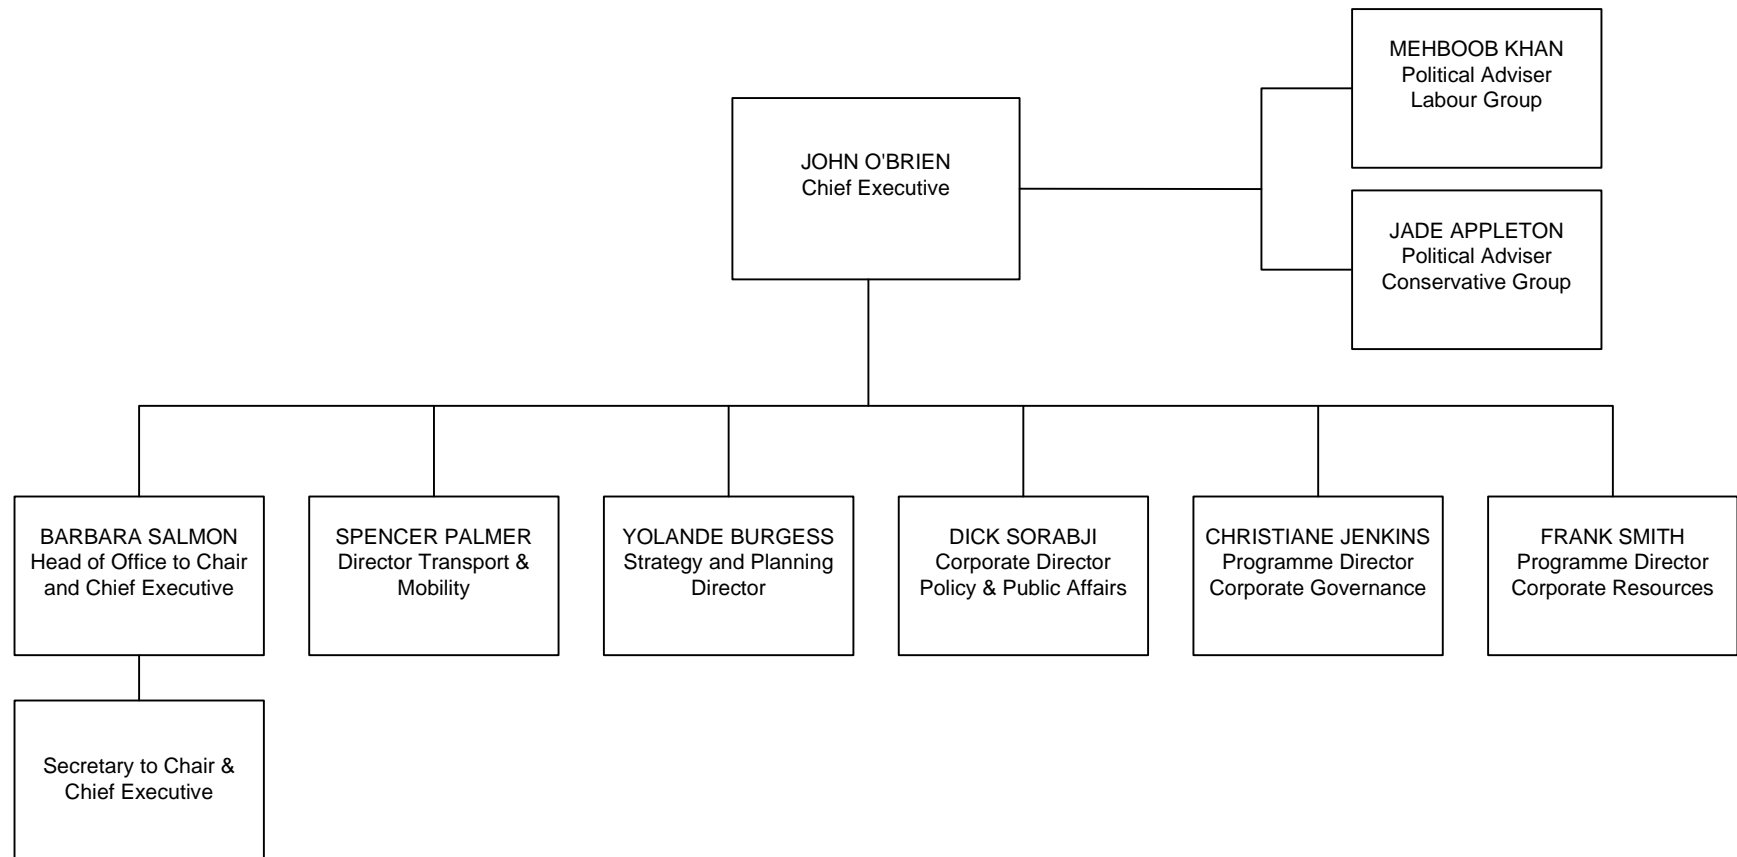 MEHBOOB KHAN
Political Adviser
Labour Group
JOHN O'BRIEN
Chief Executive
JADE APPLETON
Political Adviser
Conservative Group
BARBARA SALMON
Head of Office to Chair
and Chief Executive
SPENCER PALMER
Director Transport &
Mobility
YOLANDE BURGESS
Strategy and Planning
Director
DICK SORABJI
Corporate Director
Policy & Public Affairs
CHRISTIANE JENKINS
Programme Director
Corporate Governance
FRANK SMITH
Programme Director
Corporate Resources
Secretary to Chair &
Chief Executive